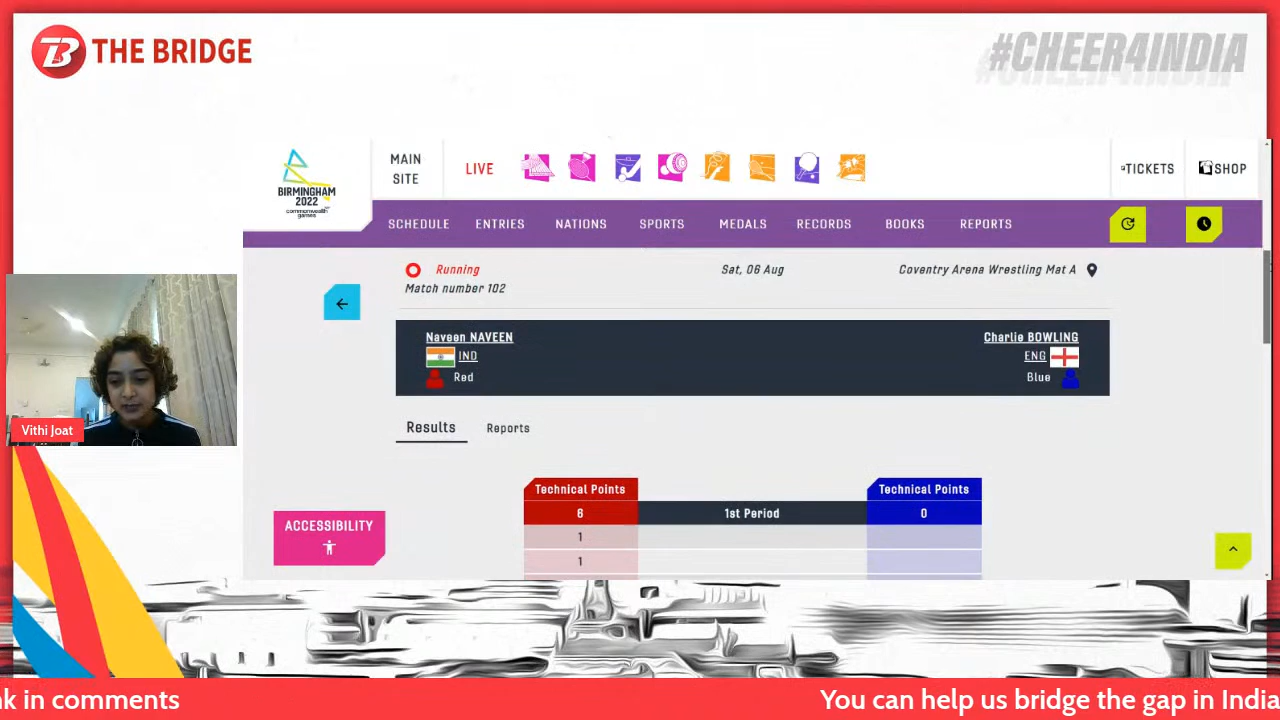 THE BRIDGE
#CHEER4INDIA
BIRMINGHAM
2022
commonwealth
games
MAIN
SITE
LIVE
TICKETS
SHOP
SCHEDULE ENTRIES NATIONS SPORTS MEDALS RECORDS BOOKS REPORTS
Running
Sat, 06 Aug
Coventry Arena Wrestling Mat A
Match number 102
Naveen NAVEEN
Charlie BOWLING
IND
ENG
Red
Blue
Results Reports
Technical Points
Technical Points
6 1st Period 0
1
1
ACCESSIBILITY
Vithi Joat
nk in comments
You can help us bridge the gap in India